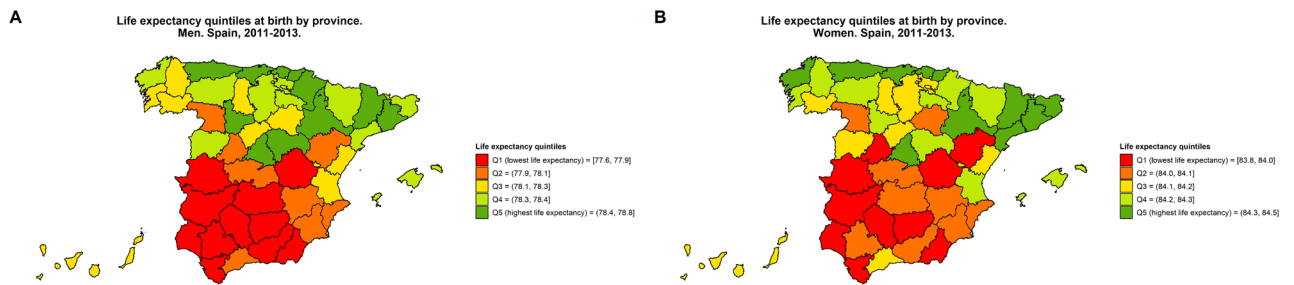 A
Life expectancy quintiles at birth by province.
Men. Spain, 2011-2013.
Life expectancy quintiles
Q1 (lowest life expectancy) = [77.6, 77.9]
Q2 = (77.9, 78.1]
Q3 = (78.1, 78.3]
Q4 = (78.3, 78.4]
Q5 (highest life expectancy) = (78.4, 78.8]
B
Life expectancy quintiles at birth by province.
Women. Spain, 2011-2013.
Life expectancy quintiles
Q1 (lowest life expectancy) = [83.8, 84.0]
Q2 = (84.0, 84.1]
Q3 = (84.1, 84.2]
Q4 = (84.2, 84.3]
Q5 (highest life expectancy) = (84.3, 84.5]